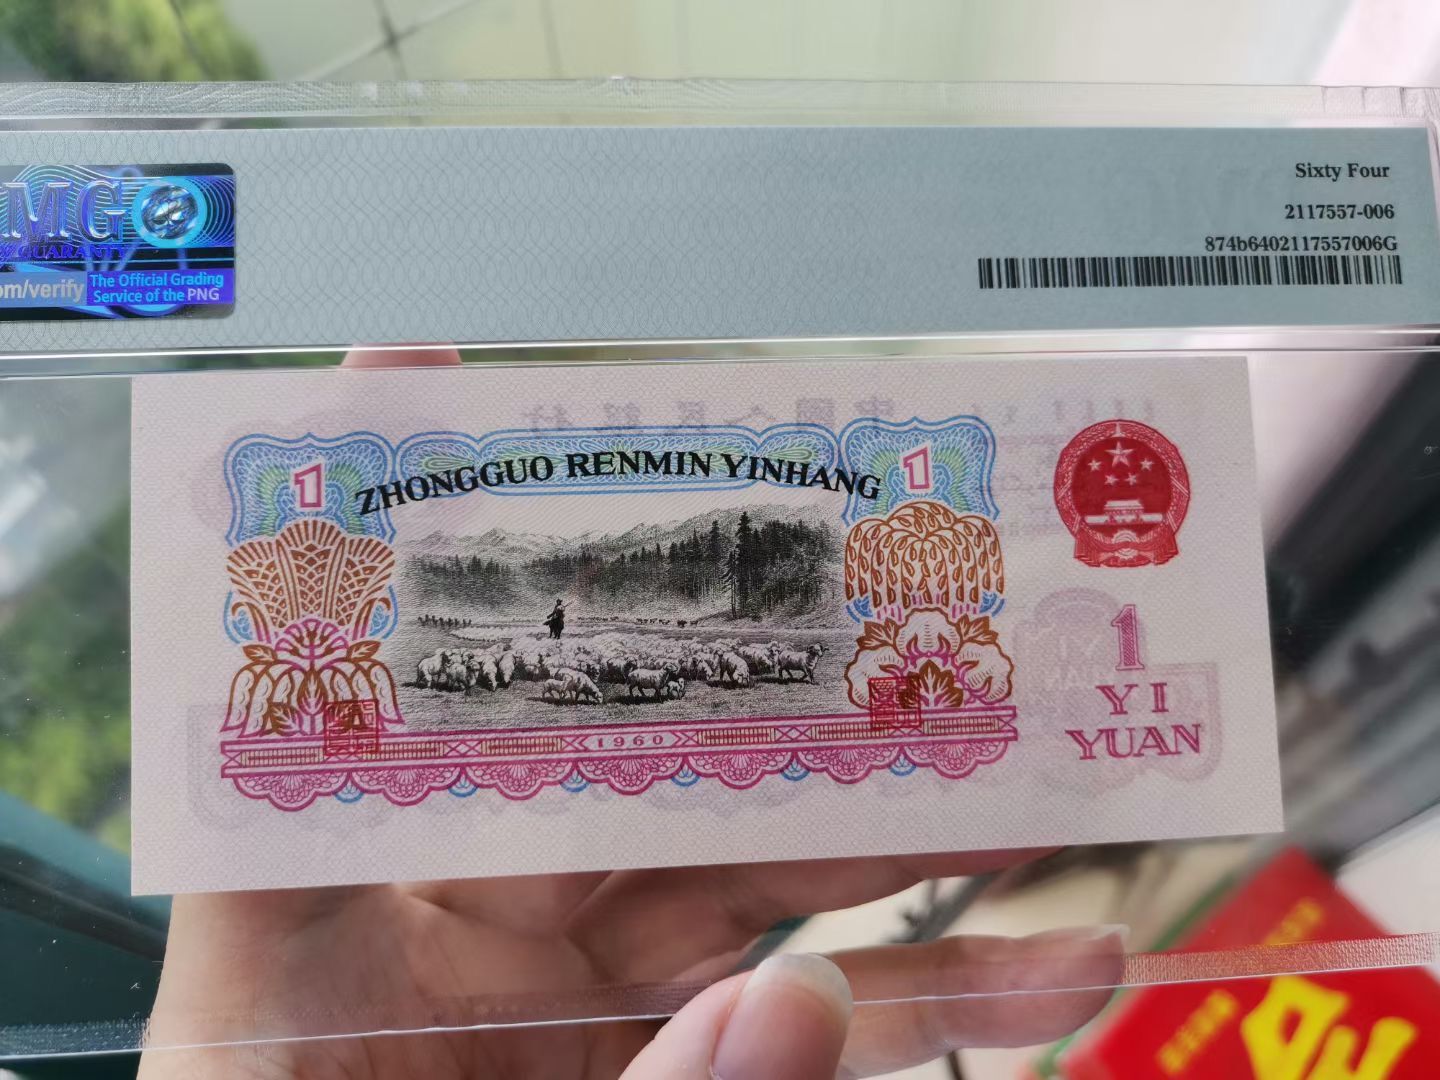 Sixty Four
2117557-006
874b6402117557006G
MG
GUARANTY
om/verify
The Official Grading
Service of the PNG
1
ZHONGGUO RENMIN YINHANG
1
1
YI
YUAN
1960